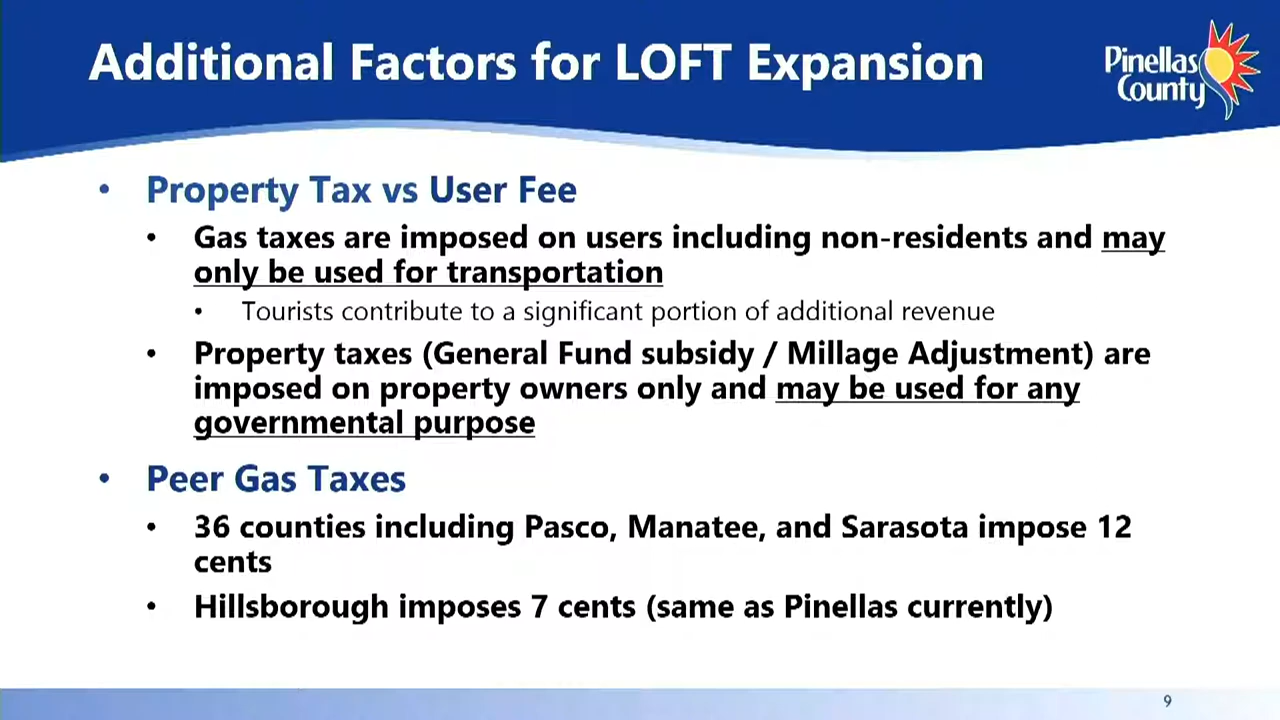 Additional Factors for LOFT Expansion
Pinellas
County
• Property Tax vs User Fee
• Gas taxes are imposed on users including non-residents and may
only be used for transportation
• Tourists contribute to a significant portion of additional revenue
• Property taxes (General Fund subsidy / Millage Adjustment) are
imposed on property owners only and may be used for any
governmental purpose
• Peer Gas Taxes
• 36 counties including Pasco, Manatee, and Sarasota impose 12
cents
• Hillsborough imposes 7 cents (same as Pinellas currently)
9